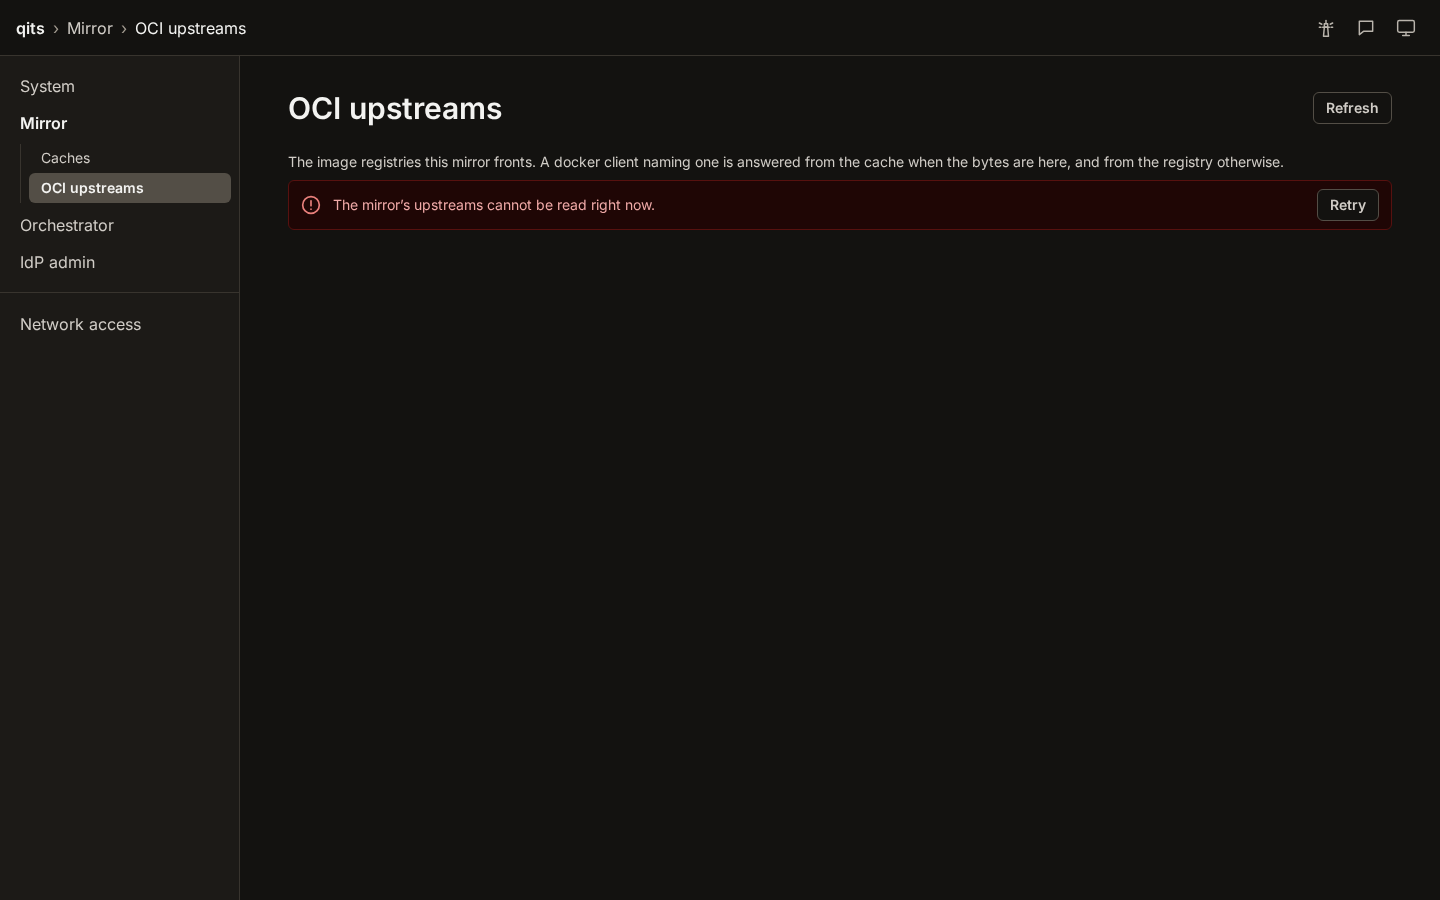 qits › Mirror › OCI upstreams
System
Mirror
Caches
OCI upstreams
Orchestrator
IdP admin
Network access
OCI upstreams
Refresh
The image registries this mirror fronts. A docker client naming one is answered from the cache when the bytes are here, and from the registry otherwise.
The mirror’s upstreams cannot be read right now.
Retry